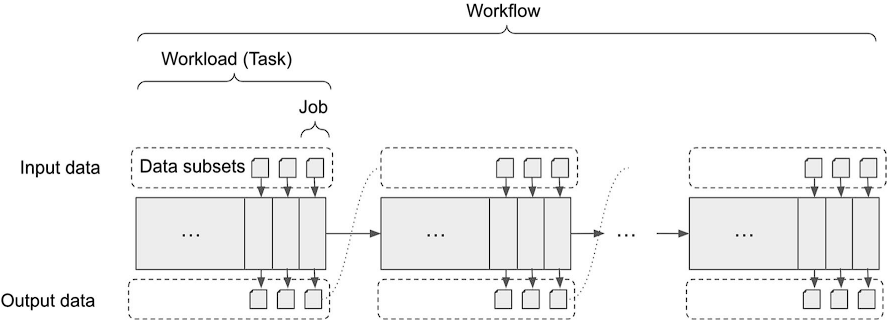 Workflow
Workload (Task)
Job
Input data
Data subsets
...
...
...
...
Output data